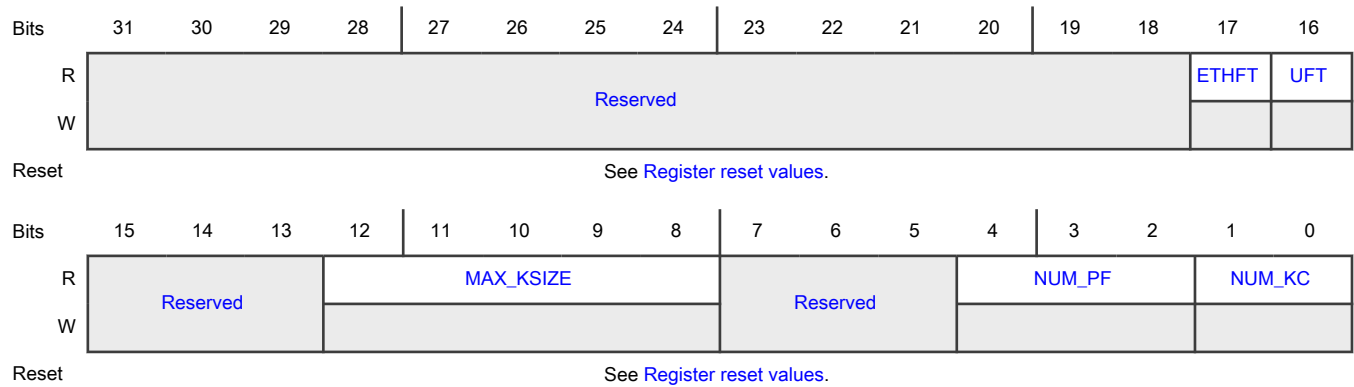 Bits 31 30 29 28 27 26 25 24 23 22 21 20 19 18 17 16
R ETHFT UFT
Reserved
W
Reset See Register reset values.
Bits 15 14 13 12 11 10 9 8 7 6 5 4 3 2 1 0
R MAX_KSIZE NUM_PF NUM_KC
Reserved Reserved
W
Reset See Register reset values.